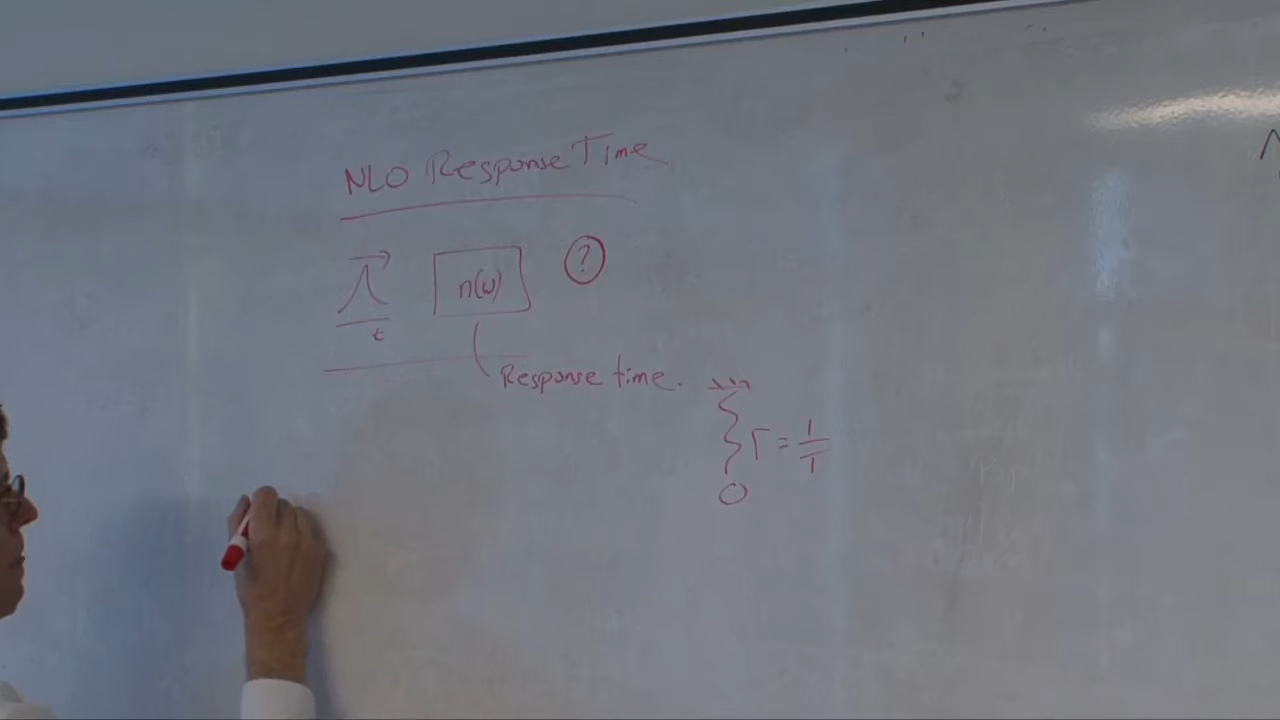 NLO Response Time
n(ω)
?
t
Response time.
Γ = 1/T